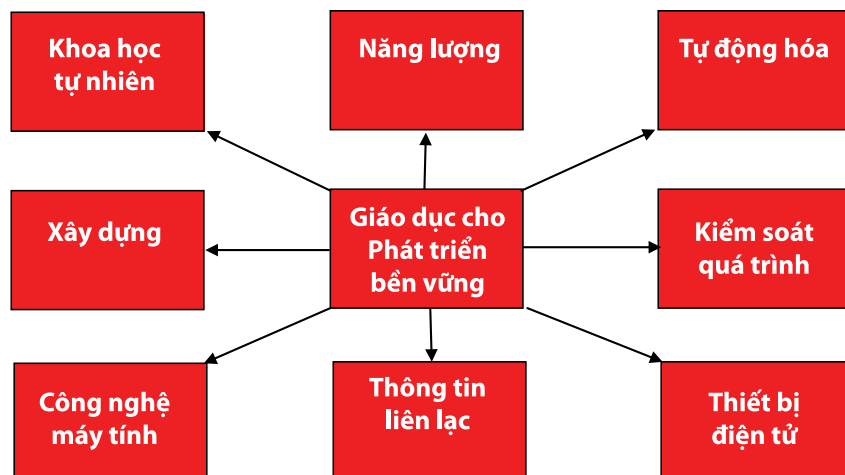 Khoa học
tự nhiên
Năng lượng
Tự động hóa
Xây dựng
Giáo dục cho
Phát triển
bền vững
Kiểm soát
quá trình
Công nghệ
máy tính
Thông tin
liên lạc
Thiết bị
điện tử